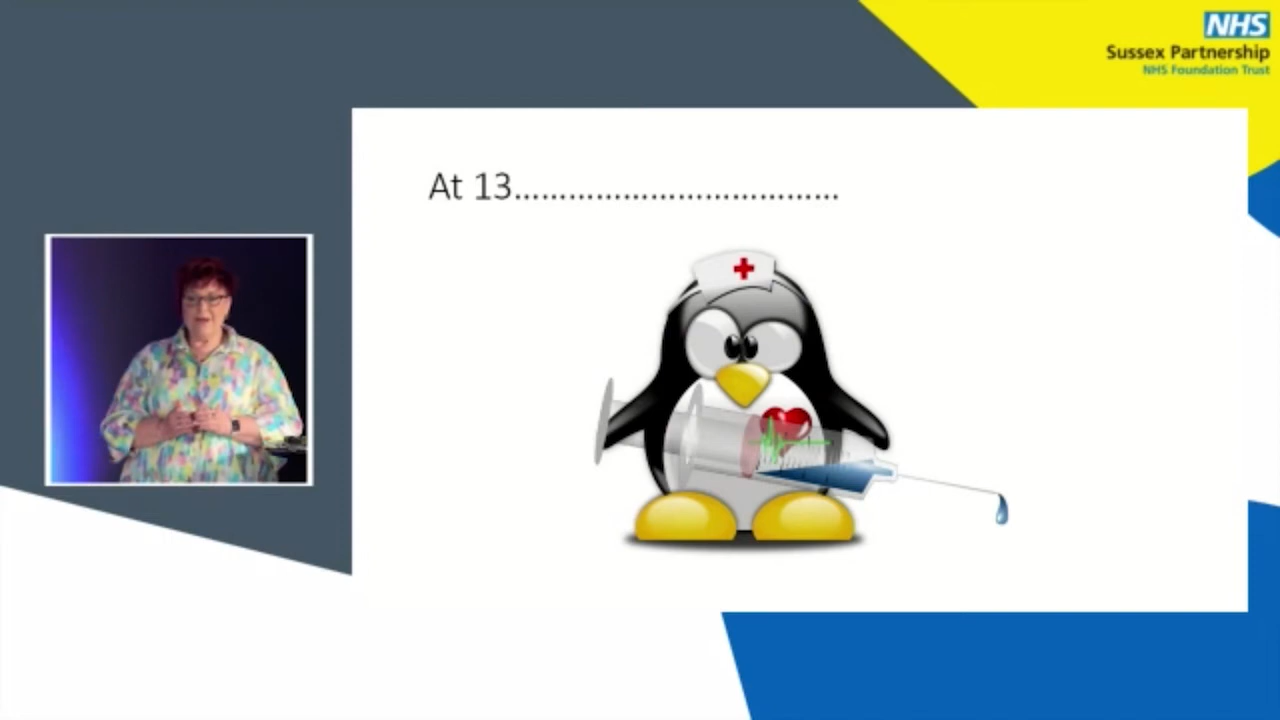 NHS
Sussex Partnership
NHS Foundation Trust
At 13....................................